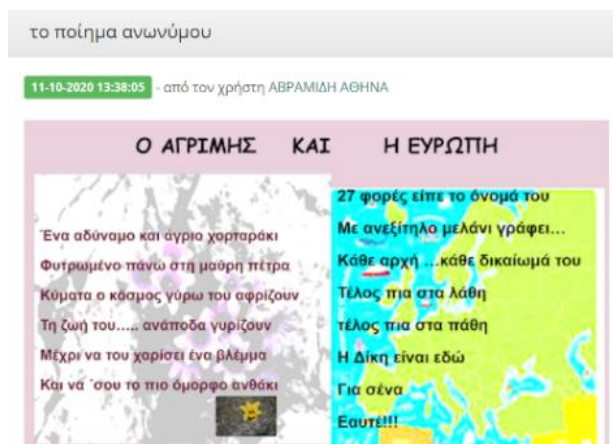 το ποίημα ανωνύμου
11-10-2020 13:38:05 - από τον χρήστη ΑΒΡΑΜΙΔΗ ΑΘΗΝΑ
Ο ΑΓΡΙΜΗΣ ΚΑΙ Η ΕΥΡΩΠΗ
Ένα αδύναμο και άγριο χορταράκι
Φυτρωμένο πάνω στη μαύρη πέτρα
Κύματα ο κόσμος γύρω του αφρίζουν
Τη ζωή του..... ανάποδα γυρίζουν
Μέχρι να του χαρίσει ένα βλέμμα
Και να ΄σου το πιο όμορφο ανθάκι
27 φορές είπε το όνομά του
Με ανεξίτηλο μελάνι γράφει...
Κάθε αρχή ...κάθε δικαίωμά του
Τέλος πια στα λάθη
τέλος πια στα πάθη
Η Δίκη είναι εδώ
Για σένα
Εαυτέ!!!